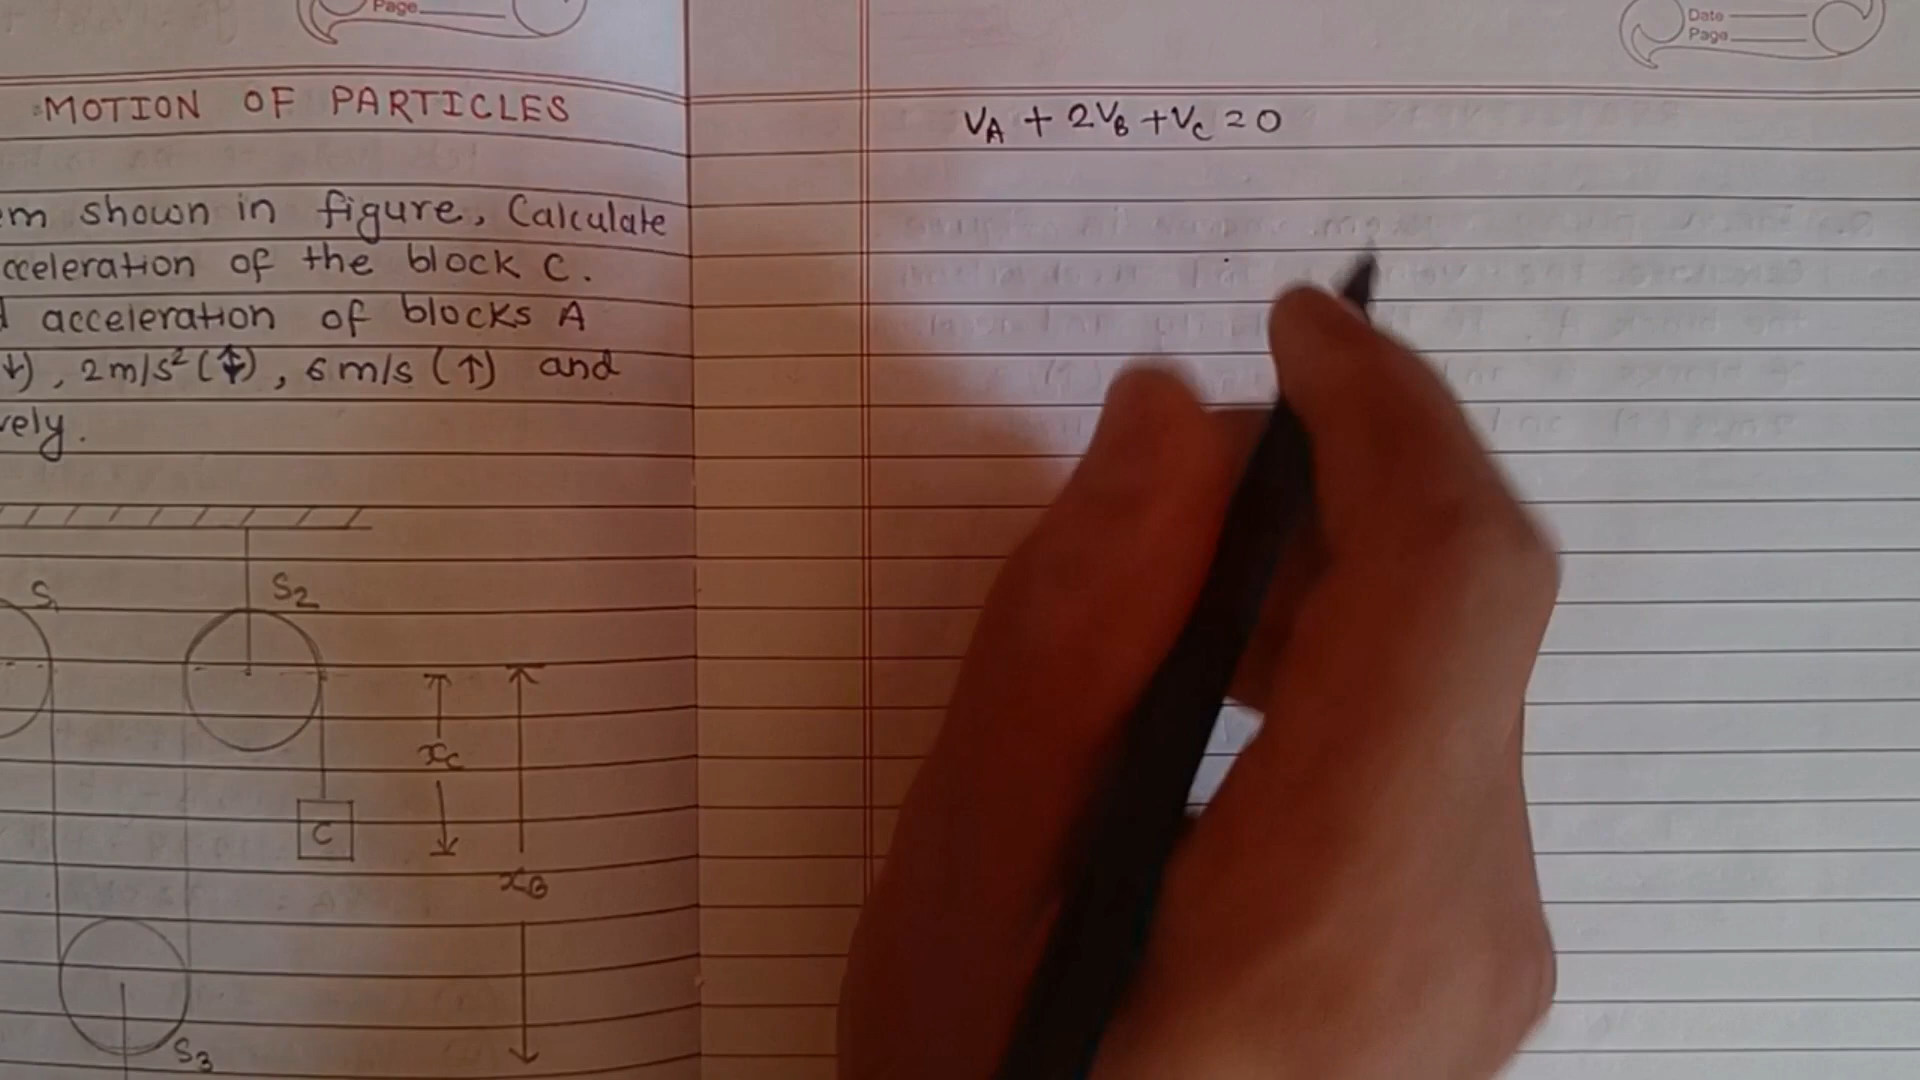 Page
MOTION OF PARTICLES
m shown in figure, Calculate
cceleration of the block C.
acceleration of blocks A
↓), 2m/s² (), 6 m/s (↑) and
vely.
S1
S2
xC
C
xB
S3
Date
Page
VA + 2VB + VC = 0